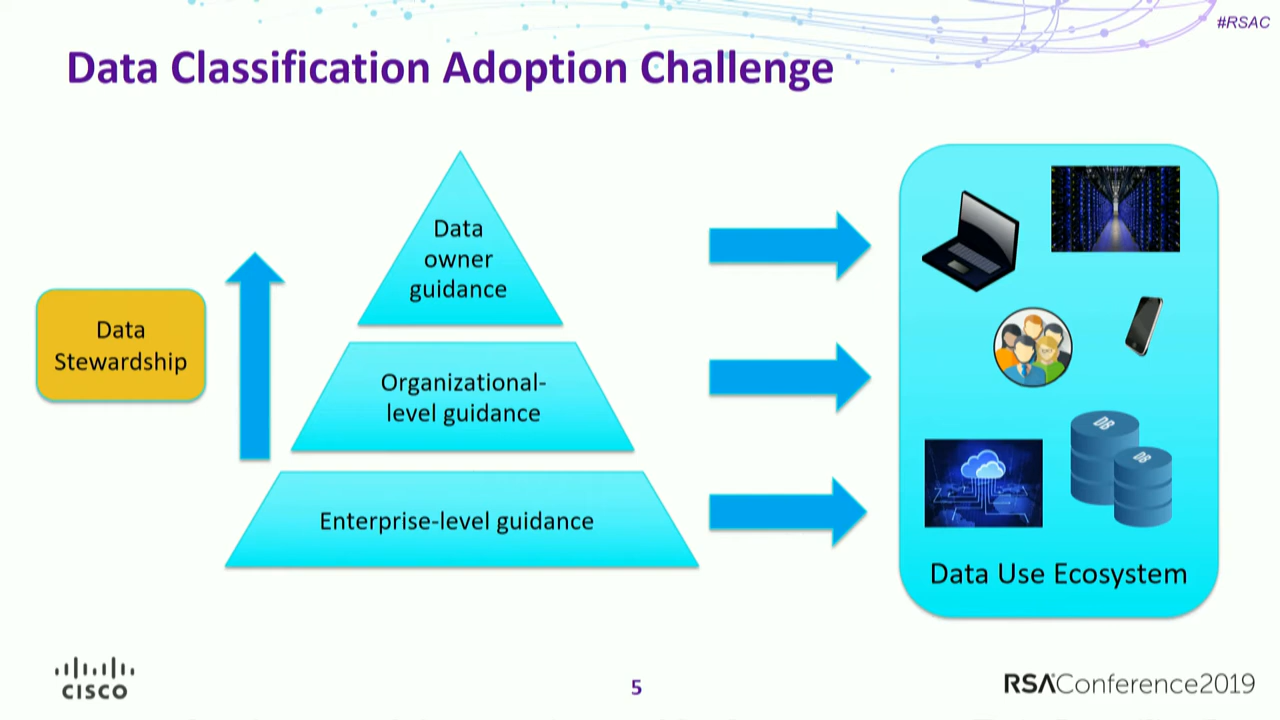 #RSAC
Data Classification Adoption Challenge
Data
Stewardship
Data
owner
guidance
Organizational-
level guidance
Enterprise-level guidance
DB
DB
Data Use Ecosystem
CISCO
5
RSAConference2019